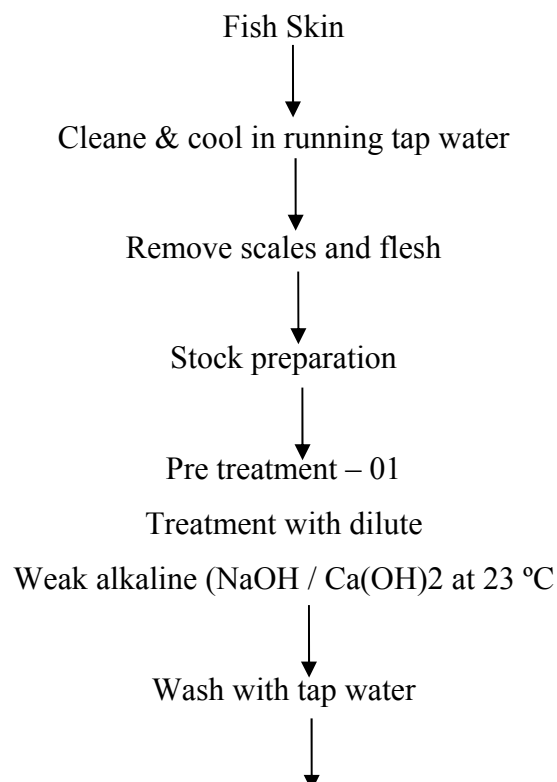 Fish Skin
Cleane & cool in running tap water
Remove scales and flesh
Stock preparation
Pre treatment – 01
Treatment with dilute
Weak alkaline (NaOH / Ca(OH)2 at 23 ºC
Wash with tap water